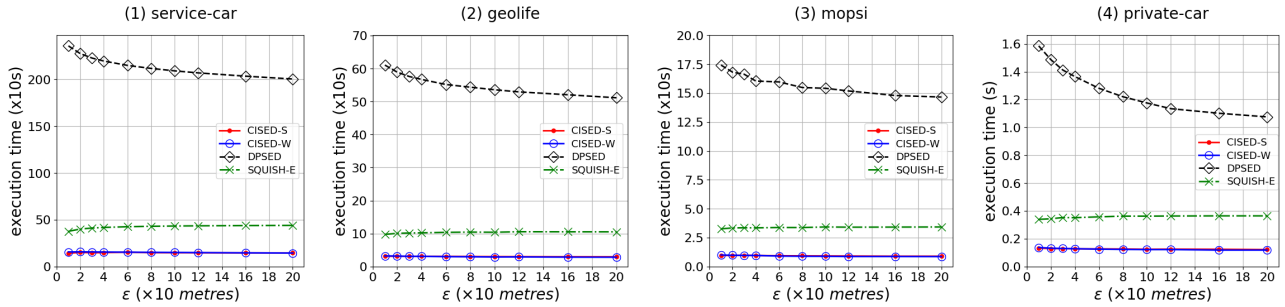 (1) service-car
execution time (x10s)
200
150
100
50
0
CISED-S
CISED-W
DPSED
SQUISH-E
0 2 4 6 8 10 12 14 16 18 20
ε (×10 metres)
(2) geolife
execution time (x10s)
70
60
50
40
30
20
10
0
CISED-S
CISED-W
DPSED
SQUISH-E
0 2 4 6 8 10 12 14 16 18 20
ε (×10 metres)
(3) mopsi
execution time (x10s)
20.0
17.5
15.0
12.5
10.0
7.5
5.0
2.5
0.0
CISED-S
CISED-W
DPSED
SQUISH-E
0 2 4 6 8 10 12 14 16 18 20
ε (×10 metres)
(4) private-car
execution time (s)
1.6
1.4
1.2
1.0
0.8
0.6
0.4
0.2
0.0
CISED-S
CISED-W
DPSED
SQUISH-E
0 2 4 6 8 10 12 14 16 18 20
ε (×10 metres)